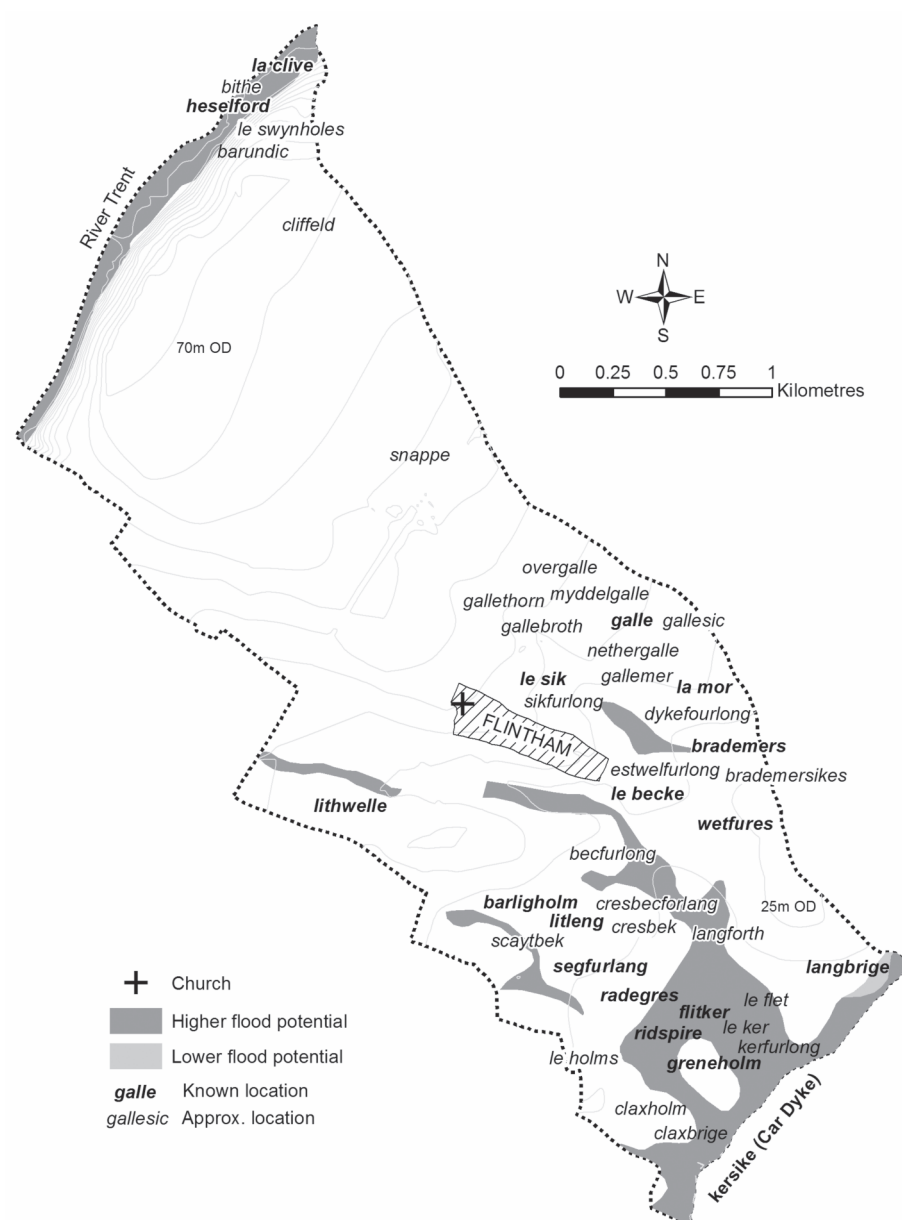 la clive
bithe
heselford
le swynholes
barundic
River Trent
cliffeld
N
W E
S
70m OD
0 0.25 0.5 0.75 1
Kilometres
snappe
overgalle
gallethorn myddelgalle
gallebroth galle gallesic
nethergalle
le sik gallemer la mor
sikfurlong dykefourlong
FLINTHAM
brademers
estwelfurlong brademersikes
lithwelle le becke
wetfures
becfurlong
barligholm cresbecforlang 25m OD
litleng cresbek langforth
scaytbek
segfurlang langbrige
radegres flitker le flet
ridspire le ker
kerfurlong
le holms greneholm
claxholm
claxbrige
kersike (Car Dyke)
Church
Higher flood potential
Lower flood potential
galle Known location
gallesic Approx. location